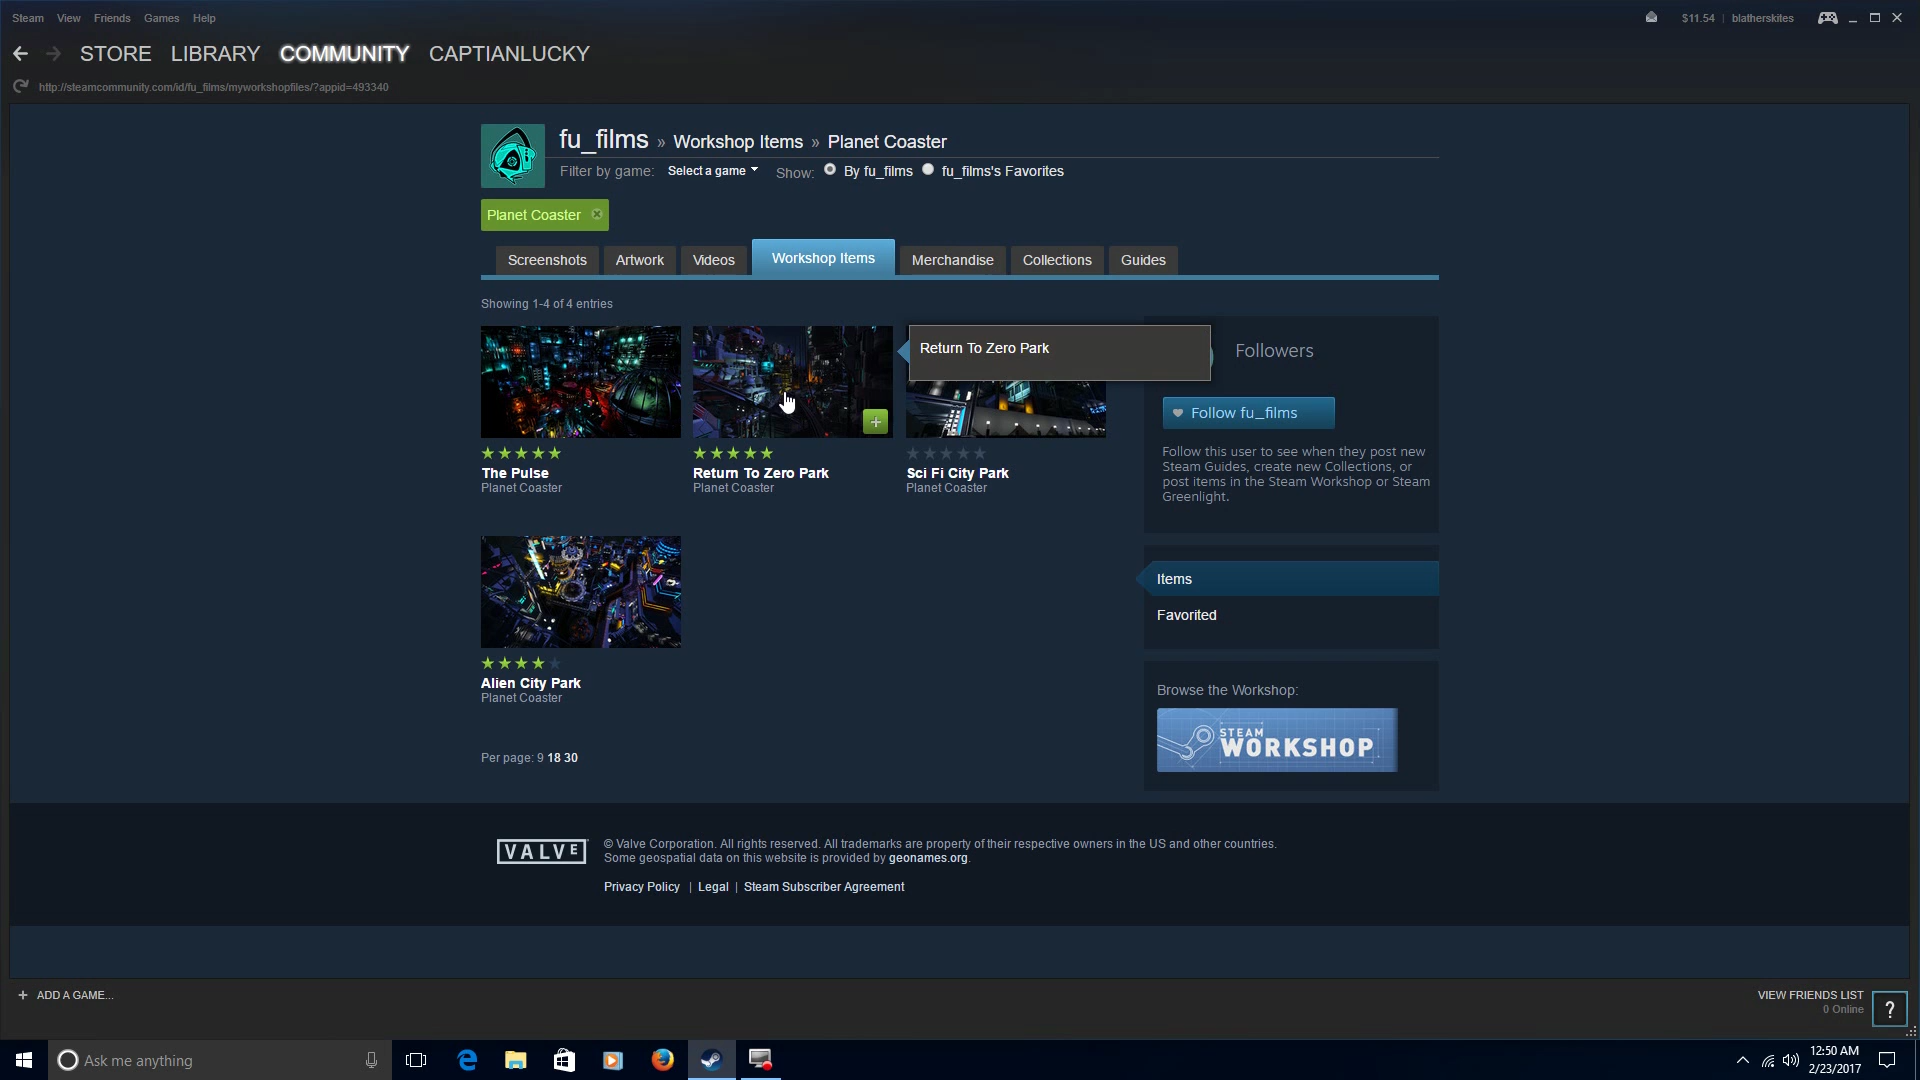 Steam View Friends Games Help
$11.54 | blatherskites
STORE LIBRARY COMMUNITY CAPTIANLUCKY
http://steamcommunity.com/id/fu_films/myworkshopfiles/?appid=493340
fu_films » Workshop Items » Planet Coaster
Filter by game: Select a game Show: By fu_films fu_films's Favorites
Planet Coaster
Screenshots Artwork Videos Workshop Items Merchandise Collections Guides
Showing 1-4 of 4 entries
Return To Zero Park
Followers
Follow fu_films
Follow this user to see when they post new
Steam Guides, create new Collections, or
post items in the Steam Workshop or Steam
Greenlight.
The Pulse
Planet Coaster
Return To Zero Park
Planet Coaster
Sci Fi City Park
Planet Coaster
Items
Favorited
Alien City Park
Planet Coaster
Browse the Workshop:
STEAM
WORKSHOP
Per page: 9 18 30
VALVE
© Valve Corporation. All rights reserved. All trademarks are property of their respective owners in the US and other countries.
Some geospatial data on this website is provided by geonames.org.
Privacy Policy | Legal | Steam Subscriber Agreement
+ ADD A GAME...
VIEW FRIENDS LIST
0 Online
?
Ask me anything
12:50 AM
2/23/2017